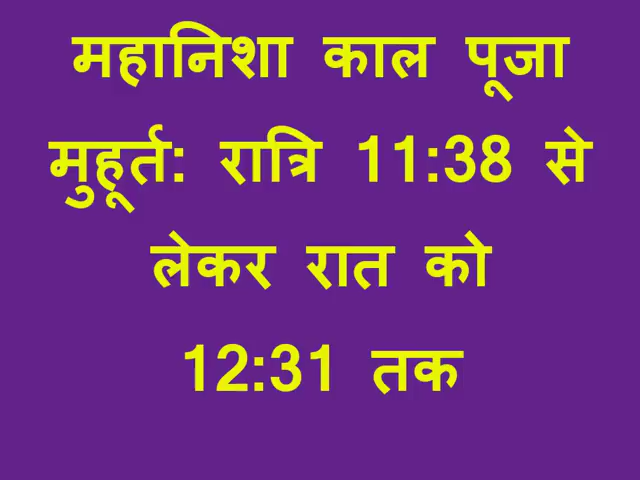 महानिशा काल पूजा
मुहूर्त: रात्रि 11:38 से
लेकर रात को
12:31 तक